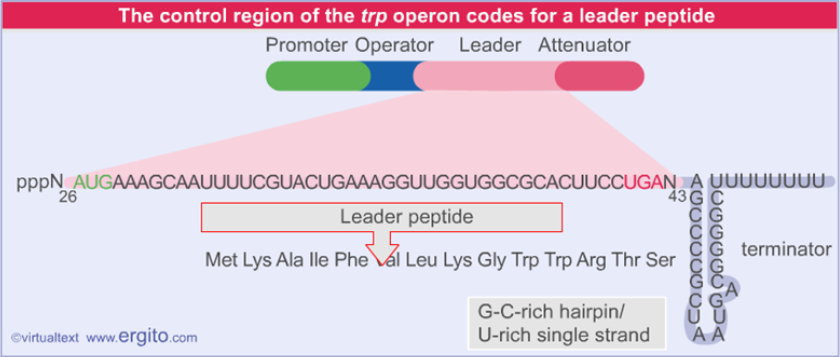 The control region of the trp operon codes for a leader peptide
Promoter Operator Leader Attenuator
pppN AUGAAAGCAAUUUUCGUACUGAAAGGUUGGUGGCGCACUUCCUGAN A UUUUUUUUU
26 43
Leader peptide
Met Lys Ala Ile Phe Val Leu Lys Gly Trp Trp Arg Thr Ser
terminator
G-C-rich hairpin/
U-rich single strand
©virtualtext www.ergito.com